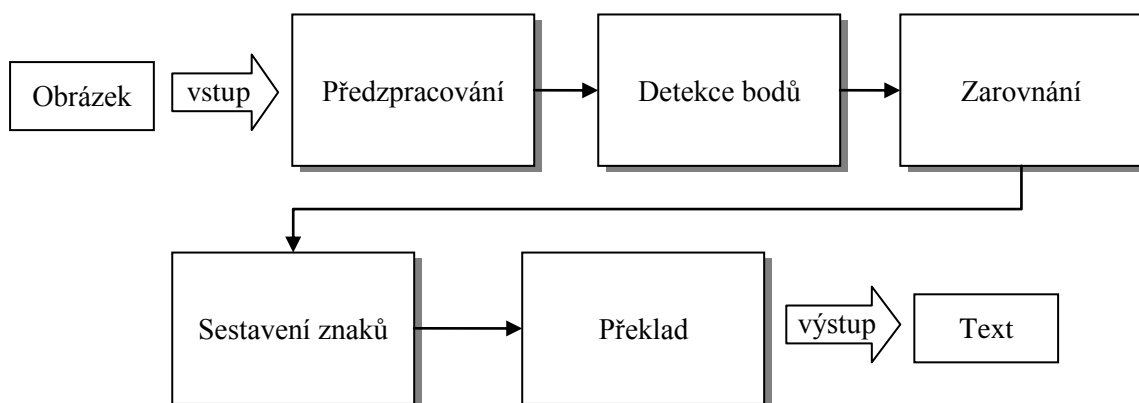 Obrázek
vstup
Předzpracování
Detekce bodů
Zarovnání
Sestavení znaků
Překlad
výstup
Text